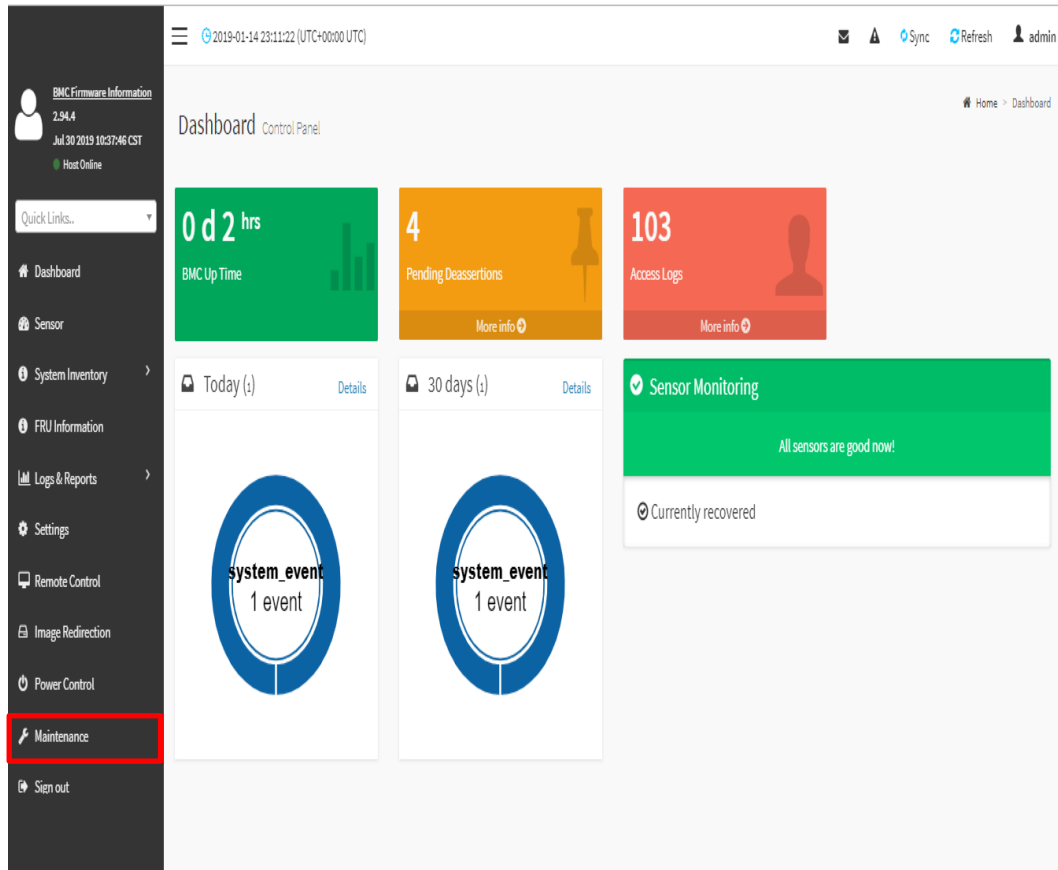 2019-01-14 23:11:22 (UTC+00:00 UTC)
Sync
Refresh
admin
BMC Firmware Information
2.94.4
Jul 30 2019 10:37:46 CST
Host Online
Quick Links..
Dashboard
Sensor
System Inventory
FRU Information
Logs & Reports
Settings
Remote Control
Image Redirection
Power Control
Maintenance
Sign out
Dashboard Control Panel
Home > Dashboard
0 d 2 hrs
BMC Up Time
4
Pending Deassertions
More info
103
Access Logs
More info
Today (1)
Details
system_event
1 event
30 days (1)
Details
system_event
1 event
Sensor Monitoring
All sensors are good now!
Currently recovered